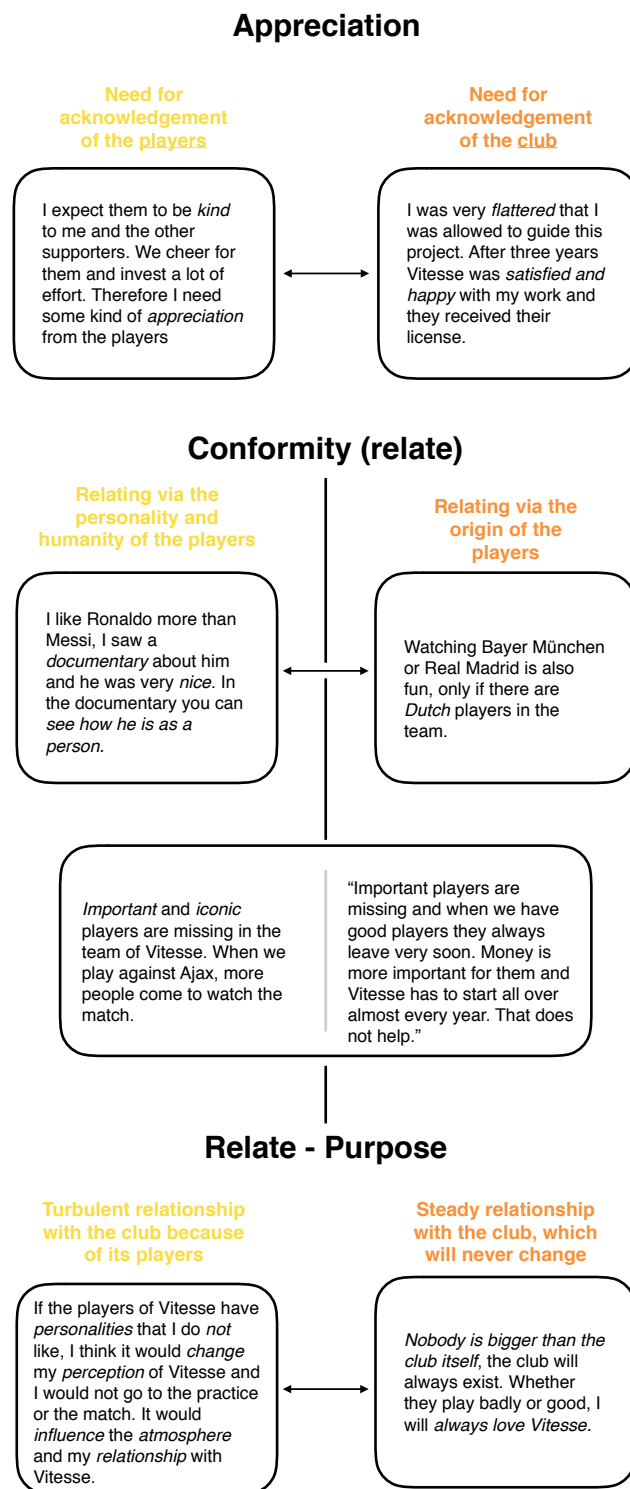 Appreciation
Need for
acknowledgement
of the players
Need for
acknowledgement
of the club
I expect them to be kind
to me and the other
supporters. We cheer for
them and invest a lot of
effort. Therefore I need
some kind of appreciation
from the players
I was very flattered that I
was allowed to guide this
project. After three years
Vitesse was satisfied and
happy with my work and
they received their
license.
Conformity (relate)
Relating via the
personality and
humanity of the players
Relating via the
origin of the
players
I like Ronaldo more than
Messi, I saw a
documentary about him
and he was very nice. In
the documentary you can
see how he is as a
person.
Watching Bayer München
or Real Madrid is also
fun, only if there are
Dutch players in the
team.
Important and iconic
players are missing in the
team of Vitesse. When we
play against Ajax, more
people come to watch the
match.
“Important players are
missing and when we have
good players they always
leave very soon. Money is
more important for them and
Vitesse has to start all over
almost every year. That does
not help.”
Relate - Purpose
Turbulent relationship
with the club because
of its players
Steady relationship
with the club, which
will never change
If the players of Vitesse have
personalities that I do not
like, I think it would change
my perception of Vitesse and
I would not go to the practice
or the match. It would
influence the atmosphere
and my relationship with
Vitesse.
Nobody is bigger than the
club itself, the club will
always exist. Whether
they play badly or good, I
will always love Vitesse.